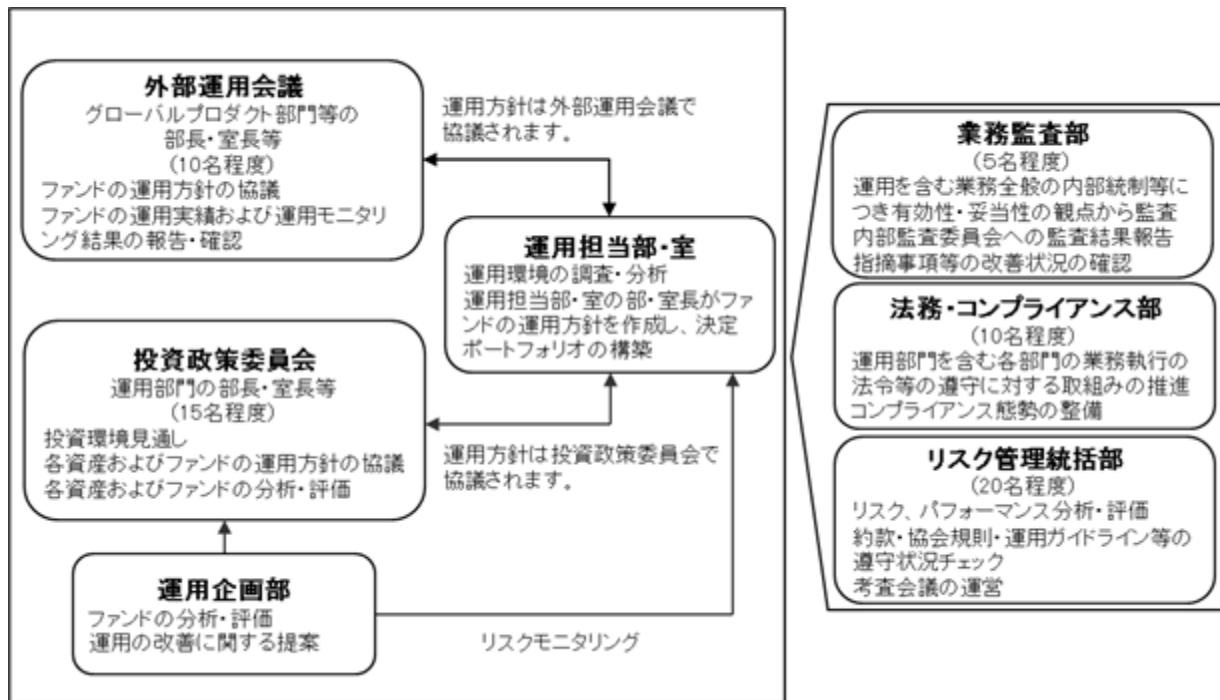 外部運用会議
グローバルプロダクト部門等の
部長・室長等
(10名程度)
ファンドの運用方針の協議
ファンドの運用実績および運用モニタリ
ング結果の報告・確認
運用方針は外部運用会議で
協議されます。
運用担当部・室
運用環境の調査・分析
運用担当部・室の部・室長がファ
ンドの運用方針を作成し、決定
ポートフォリオの構築
投資政策委員会
運用部門の部長・室長等
(15名程度)
投資環境見通し
各資産およびファンドの運用方針の協議
各資産およびファンドの分析・評価
運用方針は投資政策委員会で
協議されます。
運用企画部
ファンドの分析・評価
運用の改善に関する提案
リスクモニタリング
業務監査部
(5名程度)
運用を含む業務全般の内部統制等に
つき有効性・妥当性の観点から監査
内部監査委員会への監査結果報告
指摘事項等の改善状況の確認
法務・コンプライアンス部
(10名程度)
運用部門を含む各部門の業務執行の
法令等の遵守に対する取組みの推進
コンプライアンス態勢の整備
リスク管理統括部
(20名程度)
リスク、パフォーマンス分析・評価
約款・協会規則・運用ガイドライン等の
遵守状況チェック
考査会議の運営